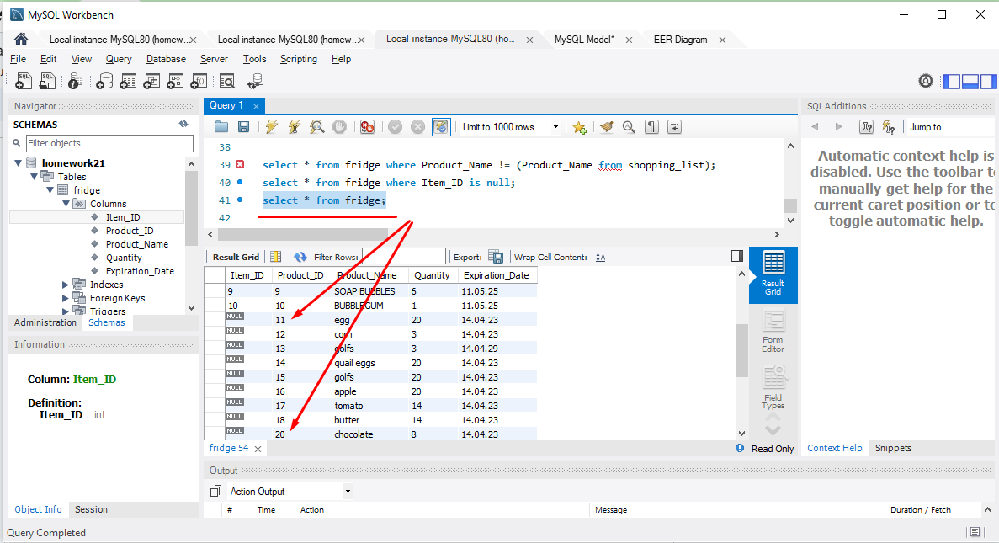 MySQL Workbench
Local instance MySQL80 (homew... Local instance MySQL80 (homew... Local instance MySQL80 (ho... MySQL Model* EER Diagram
File Edit View Query Database Server Tools Scripting Help
Navigator
SCHEMAS
Filter objects
homework21
Tables
fridge
Columns
Item_ID
Product_ID
Product_Name
Quantity
Expiration_Date
Indexes
Foreign Keys
Triggers
Administration Schemas
Information
Column: Item_ID
Definition:
Item_ID int
Object Info Session
Query Completed
Query 1
Limit to 1000 rows
38
39 select * from fridge where Product_Name != (Product_Name from shopping_list);
40 select * from fridge where Item_ID is null;
41 select * from fridge;
42
Result Grid Filter Rows: Export: Wrap Cell Content:
Item_ID Product_ID Product_Name Quantity Expiration_Date
9 9 SOAP BUBBLES 6 11.05.25
10 10 BUBBLEGUM 1 11.05.25
NULL 11 egg 20 14.04.23
NULL 12 corn 3 14.04.23
NULL 13 golfs 3 14.04.29
NULL 14 quail eggs 20 14.04.23
NULL 15 golfs 20 14.04.23
NULL 16 apple 20 14.04.23
NULL 17 tomato 14 14.04.23
NULL 18 butter 14 14.04.23
NULL 20 chocolate 8 14.04.23
Result
Grid
Form
Editor
Field
Types
fridge 54 Read Only
Output
Action Output
# Time Action Message Duration / Fetch
SQLAdditions
Jump to
Automatic context help is
disabled. Use the toolbar to
manually get help for the
current caret position or to
toggle automatic help.
Context Help Snippets